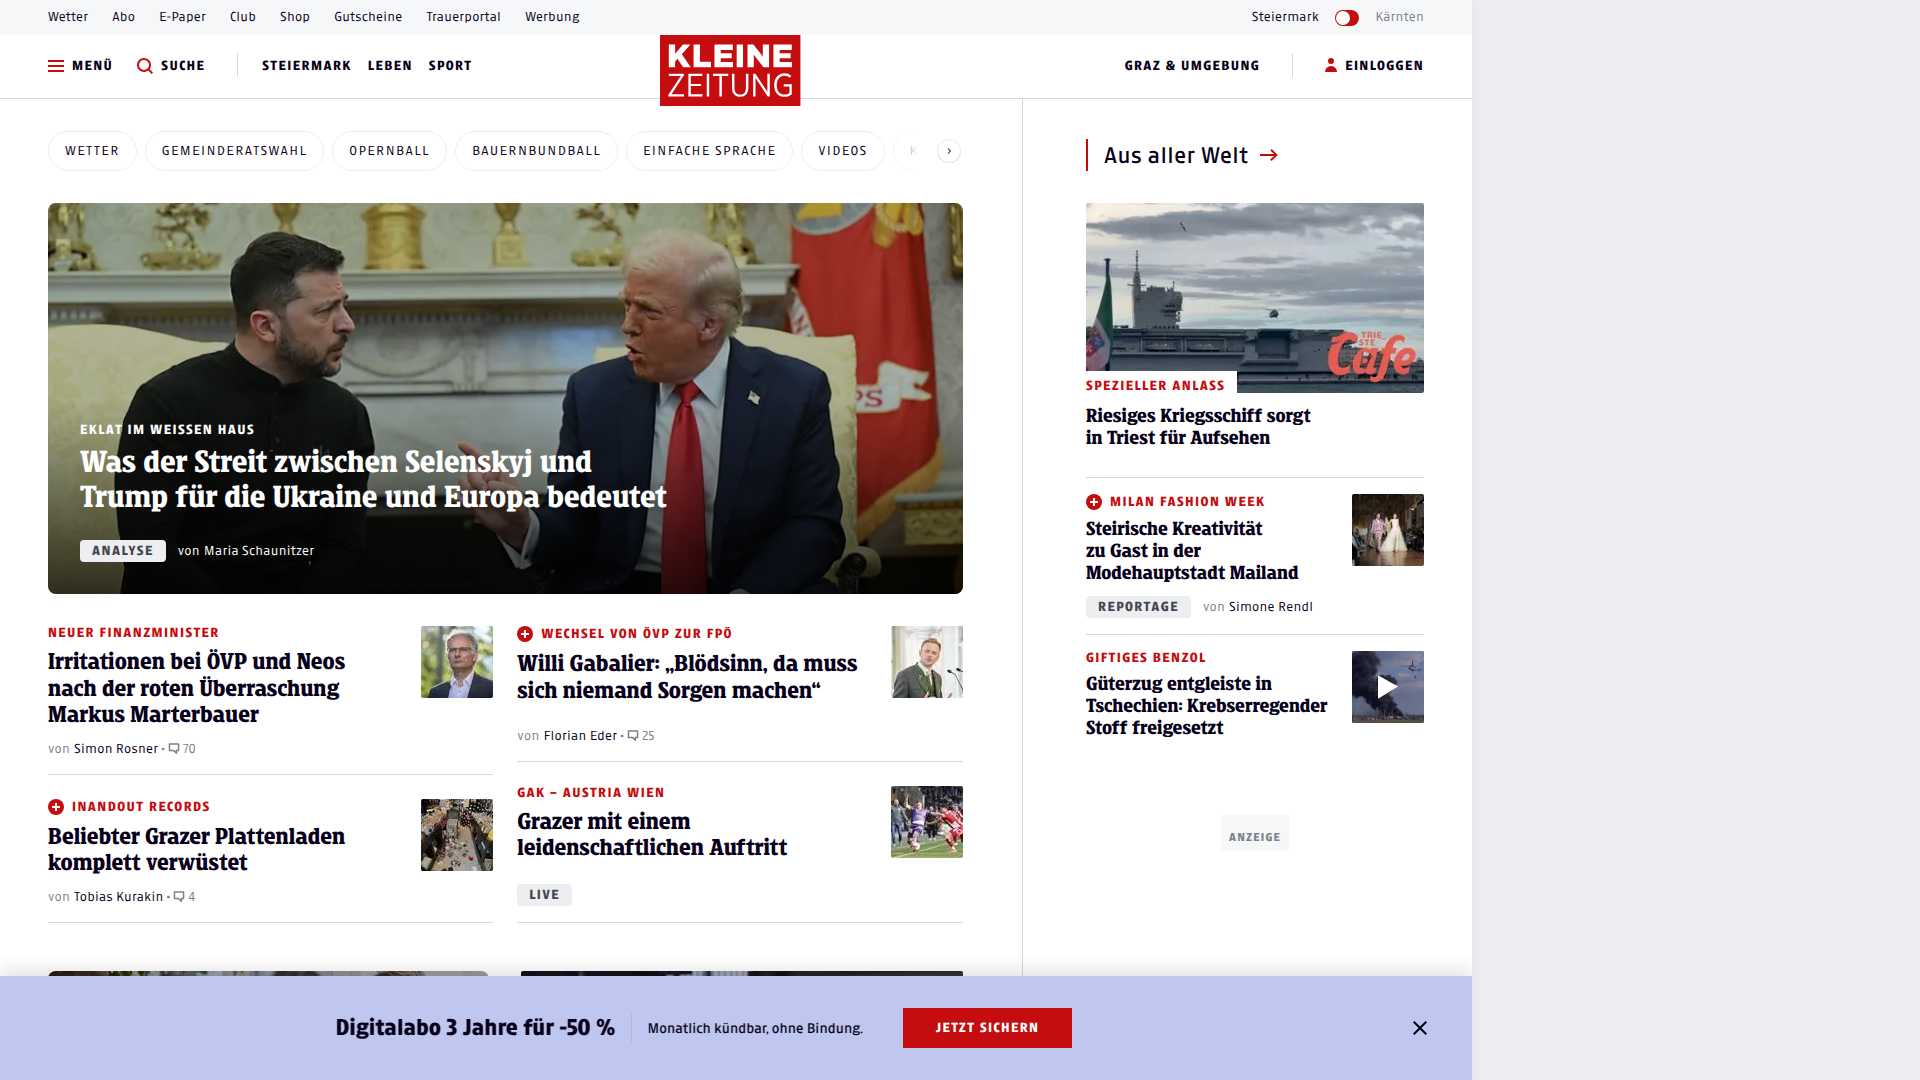 Wetter Abo E-Paper Club Shop Gutscheine Trauerportal Werbung Steiermark Kärnten
MENÜ SUCHE STEIERMARK LEBEN SPORT KLEINE ZEITUNG GRAZ & UMGEBUNG EINLOGGEN
WETTER GEMEINDERATSWAHL OPERNBALL BAUERNBUNDBALL EINFACHE SPRACHE VIDEOS K
EKLAT IM WEISSEN HAUS
Was der Streit zwischen Selenskyj und
Trump für die Ukraine und Europa bedeutet
ANALYSE von Maria Schaunitzer
NEUER FINANZMINISTER
Irritationen bei ÖVP und Neos
nach der roten Überraschung
Markus Marterbauer
von Simon Rosner • 70
WECHSEL VON ÖVP ZUR FPÖ
Willi Gabalier: „Blödsinn, da muss
sich niemand Sorgen machen“
von Florian Eder • 25
INANDOUT RECORDS
Beliebter Grazer Plattenladen
komplett verwüstet
von Tobias Kurakin • 4
GAK – AUSTRIA WIEN
Grazer mit einem
leidenschaftlichen Auftritt
LIVE
Aus aller Welt
TRIE
STE
Cafe
SPEZIELLER ANLASS
Riesiges Kriegsschiff sorgt
in Triest für Aufsehen
MILAN FASHION WEEK
Steirische Kreativität
zu Gast in der
Modehauptstadt Mailand
REPORTAGE von Simone Rendl
GIFTIGES BENZOL
Güterzug entgleiste in
Tschechien: Krebserregender
Stoff freigesetzt
ANZEIGE
Digitalabo 3 Jahre für -50 % Monatlich kündbar, ohne Bindung. JETZT SICHERN